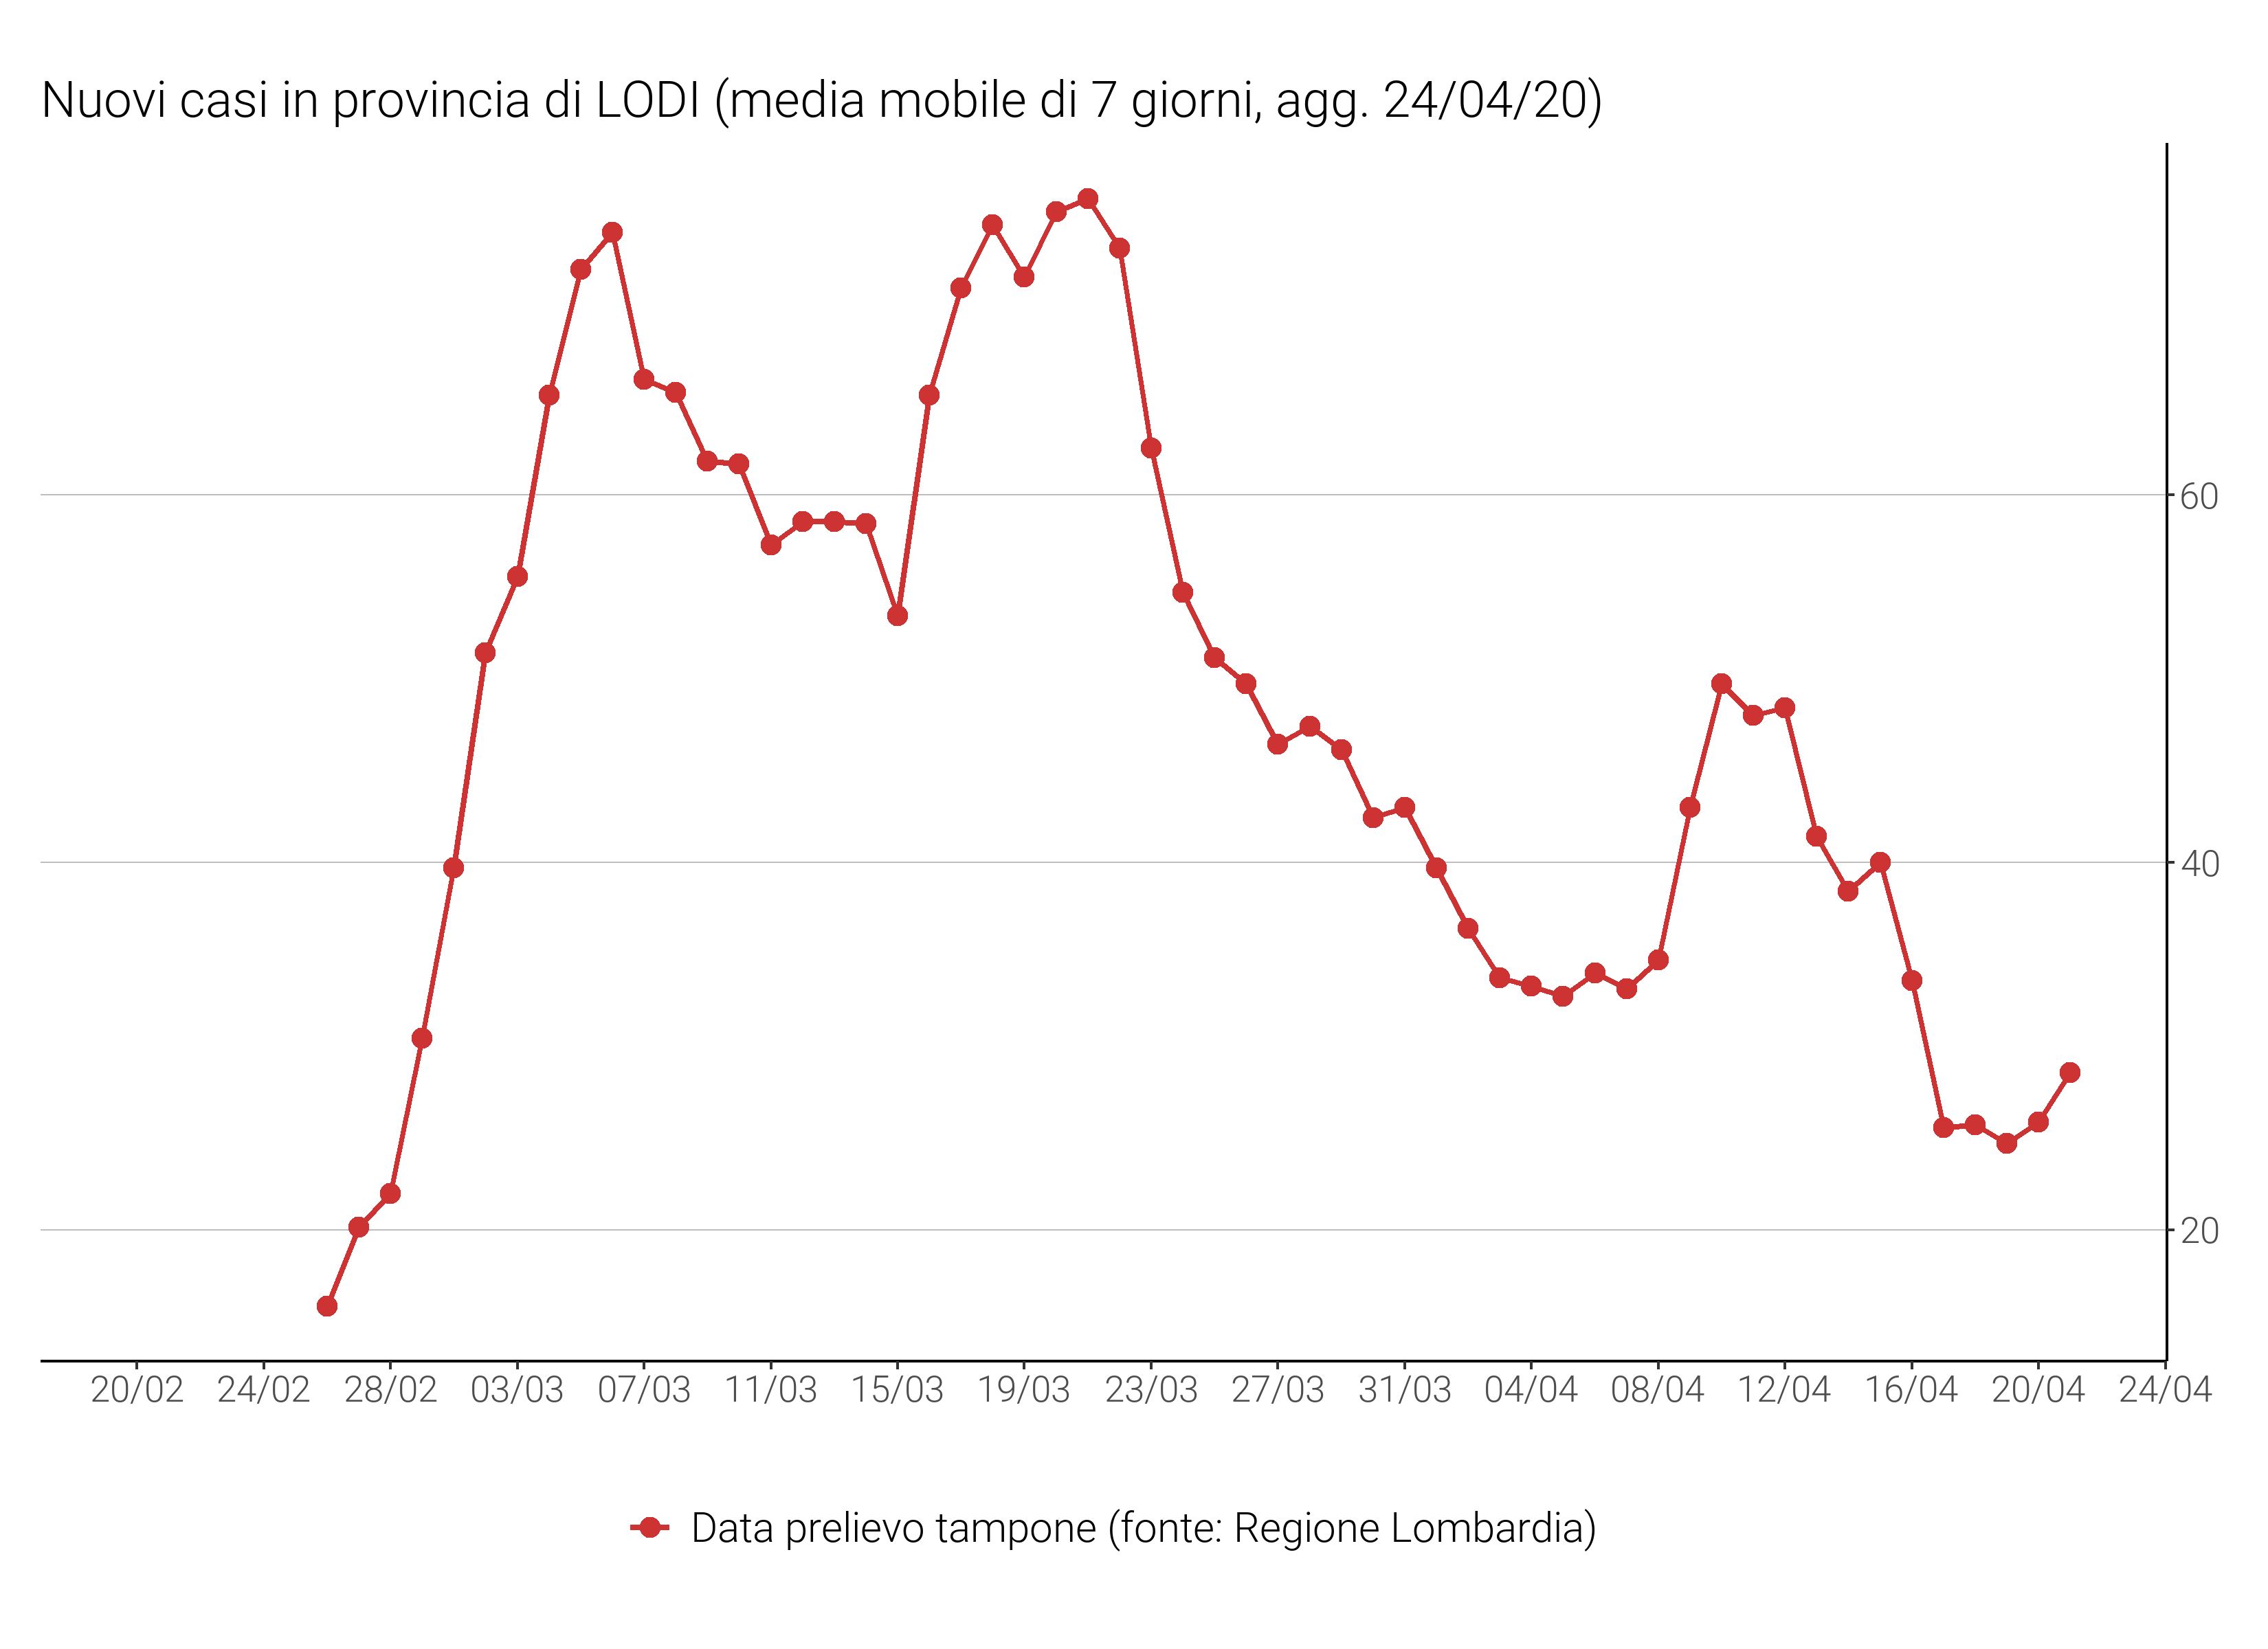 Nuovi casi in provincia di LODI (media mobile di 7 giorni, agg. 24/04/20)
60
40
20
20/02 24/02 28/02 03/03 07/03 11/03 15/03 19/03 23/03 27/03 31/03 04/04 08/04 12/04 16/04 20/04 24/04
Data prelievo tampone (fonte: Regione Lombardia)